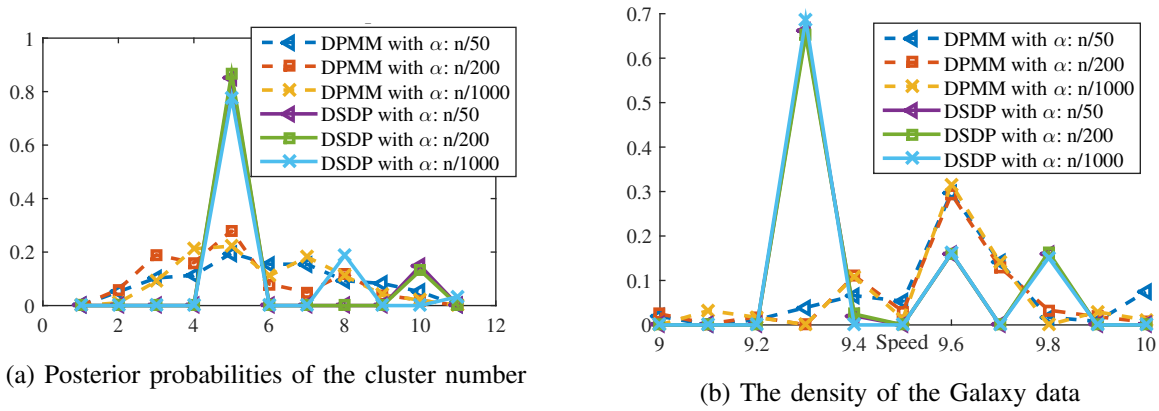 1
0.8
0.6
0.4
0.2
0
0 2 4 6 8 10 12
DPMM with α: n/50
DPMM with α: n/200
DPMM with α: n/1000
DSDP with α: n/50
DSDP with α: n/200
DSDP with α: n/1000
(a) Posterior probabilities of the cluster number
0.7
0.6
0.5
0.4
0.3
0.2
0.1
0
9 9.2 9.4 Speed 9.6 9.8 10
DPMM with α: n/50
DPMM with α: n/200
DPMM with α: n/1000
DSDP with α: n/50
DSDP with α: n/200
DSDP with α: n/1000
(b) The density of the Galaxy data